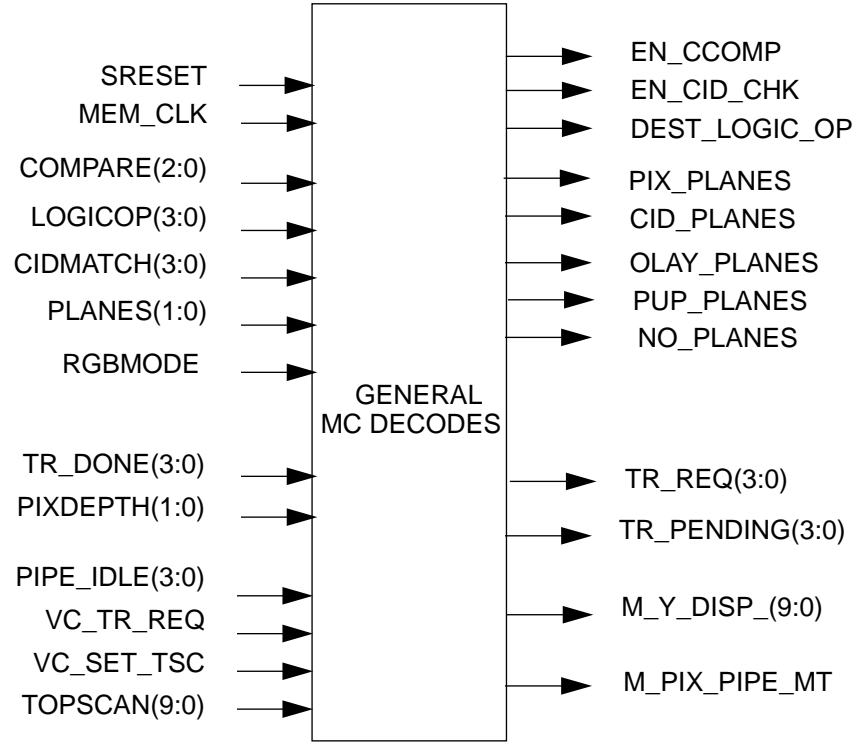 SRESET
MEM_CLK
COMPARE(2:0)
LOGICOP(3:0)
CIDMATCH(3:0)
PLANES(1:0)
RGBMODE
TR_DONE(3:0)
PIXDEPTH(1:0)
PIPE_IDLE(3:0)
VC_TR_REQ
VC_SET_TSC
TOPSCAN(9:0)
GENERAL
MC DECODES
EN_CCOMP
EN_CID_CHK
DEST_LOGIC_OP
PIX_PLANES
CID_PLANES
OLAY_PLANES
PUP_PLANES
NO_PLANES
TR_REQ(3:0)
TR_PENDING(3:0)
M_Y_DISP_(9:0)
M_PIX_PIPE_MT